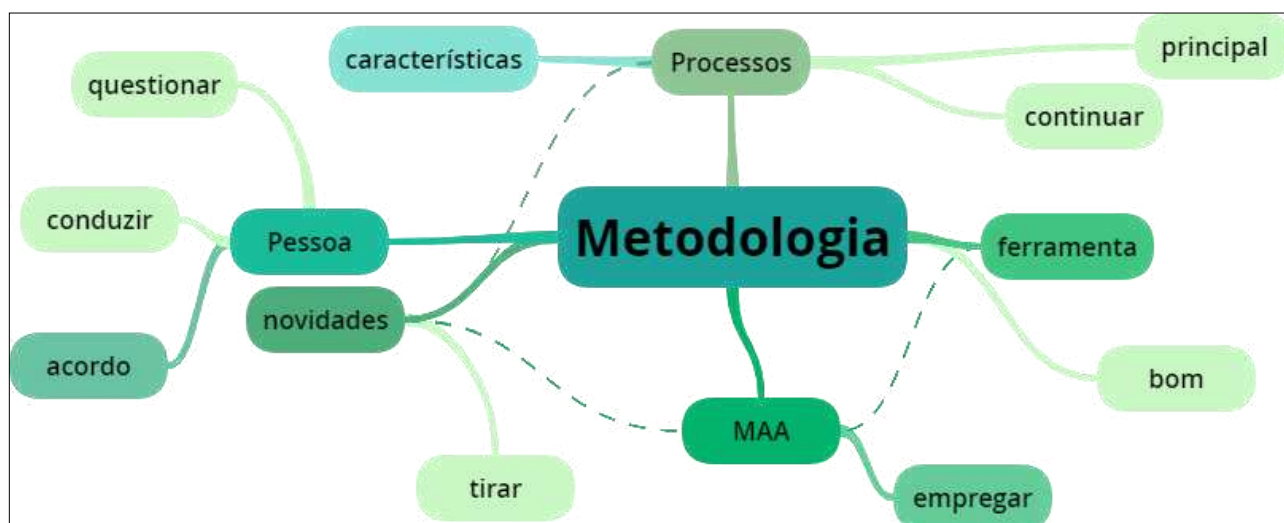 características
Processos
principal
questionar
continuar
conduzir
Pessoa
Metodologia
ferramenta
novidades
acordo
bom
MAA
tirar
empregar